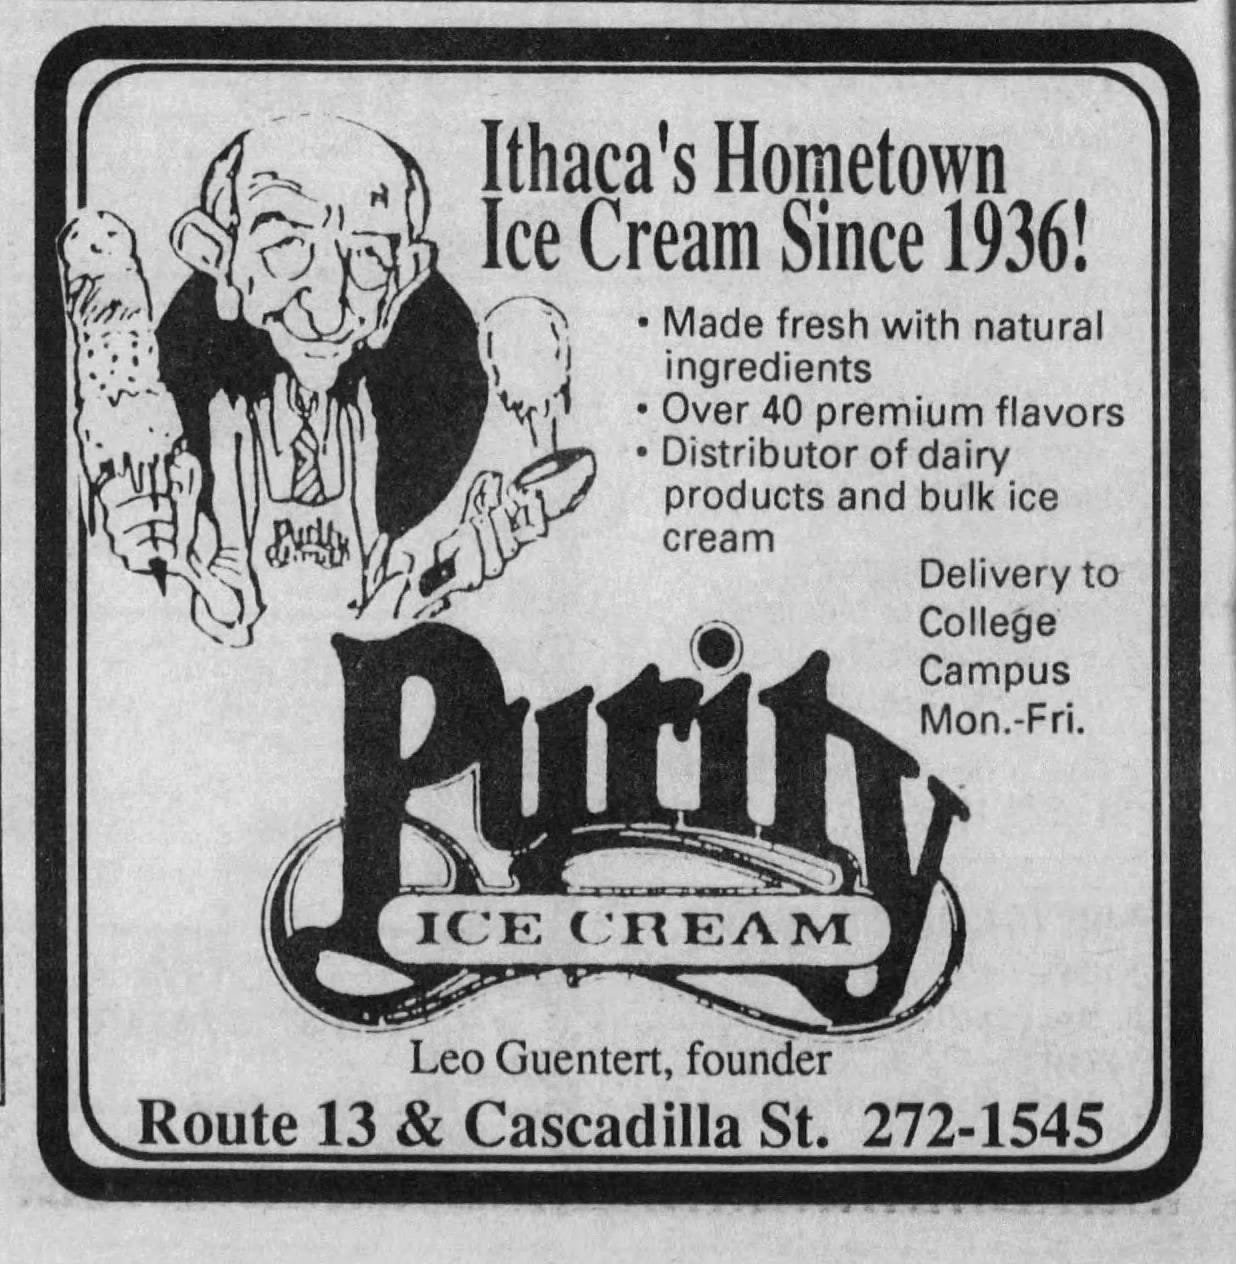 Ithaca's Hometown
Ice Cream Since 1936!
• Made fresh with natural
ingredients
• Over 40 premium flavors
• Distributor of dairy
products and bulk ice
cream
Delivery to
College
Campus
Mon.-Fri.
Purity
Purity
ICE CREAM
Leo Guentert, founder
Route 13 & Cascadilla St. 272-1545